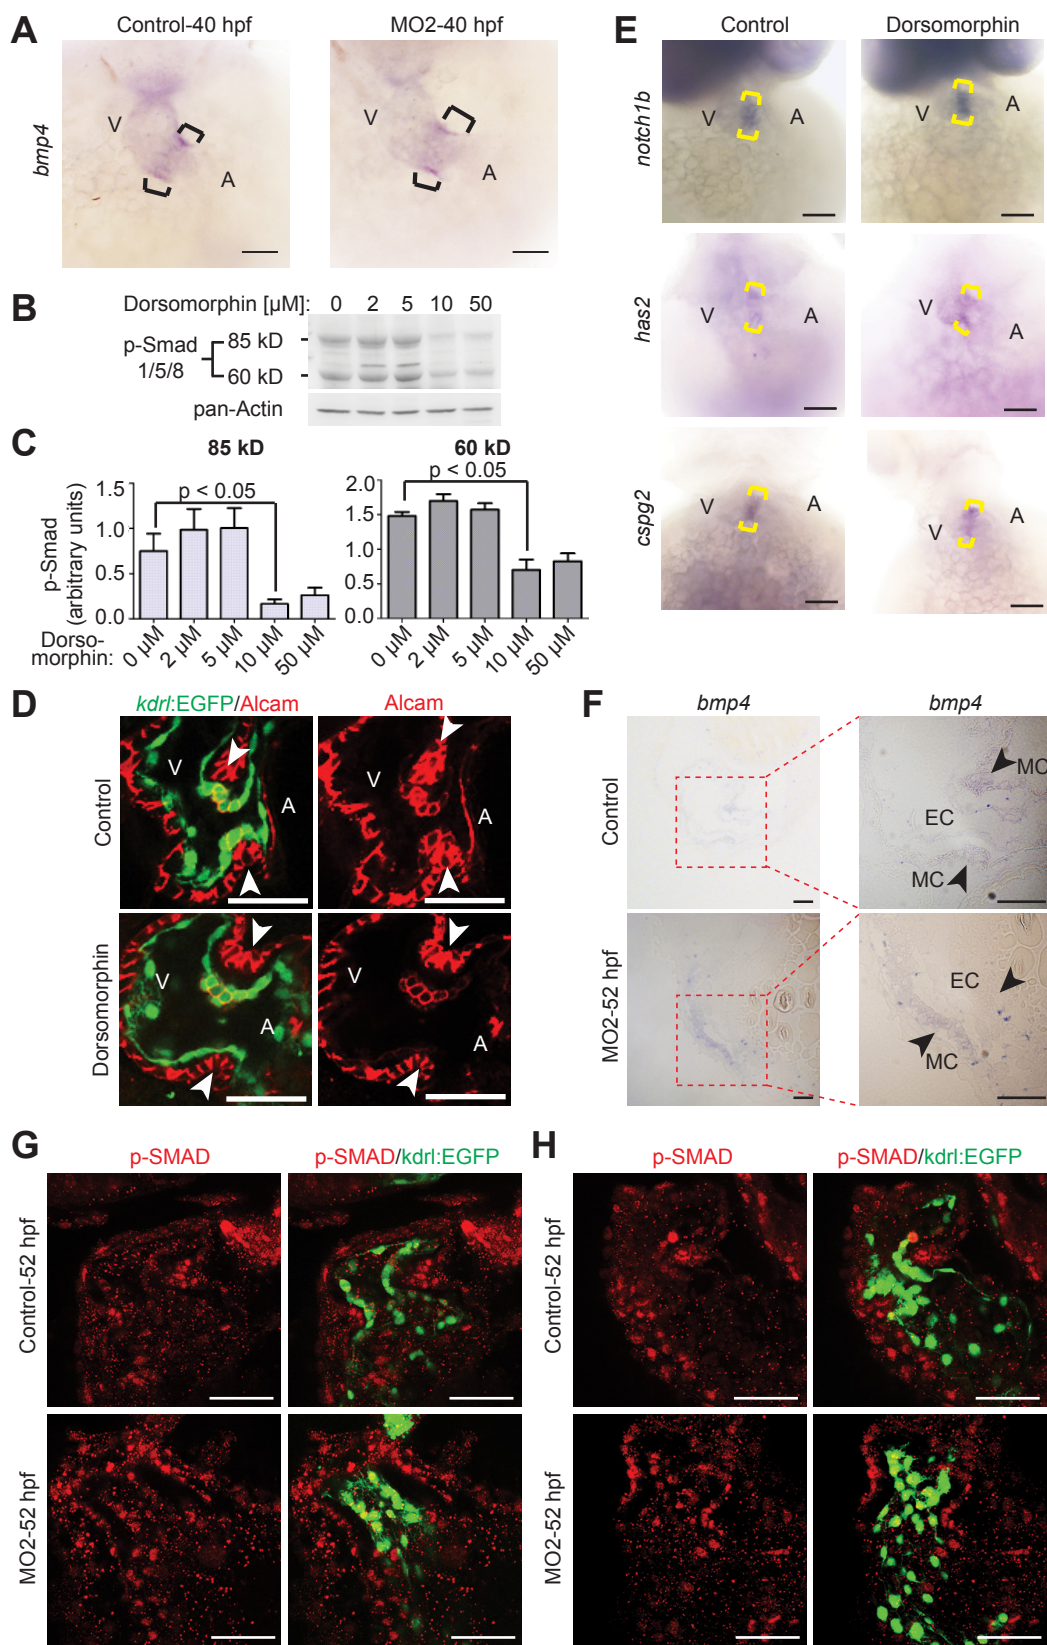 A
Control-40 hpf
MO2-40 hpf
bmp4
V
A
V
A
B
Dorsomorphin [µM]: 0 2 5 10 50
p-Smad 1/5/8
85 kD
60 kD
pan-Actin
C
85 kD
60 kD
p-Smad
(arbitrary units)
1.5
1.0
0.5
0.0
p < 0.05
2.0
1.5
1.0
0.5
0.0
p < 0.05
Dorso-
morphin:
0 µM
2 µM
5 µM
10 µM
50 µM
0 µM
2 µM
5 µM
10 µM
50 µM
D
kdrl:EGFP/Alcam
Alcam
Control
V
A
V
A
Dorsomorphin
V
A
V
A
E
Control
Dorsomorphin
notch1b
V
A
V
A
has2
V
A
V
A
cspg2
V
A
V
A
F
bmp4
bmp4
Control
MC
EC
MC
MO2-52 hpf
EC
MC
G
p-SMAD
p-SMAD/kdrl:EGFP
Control-52 hpf
MO2-52 hpf
H
p-SMAD
p-SMAD/kdrl:EGFP
Control-52 hpf
MO2-52 hpf